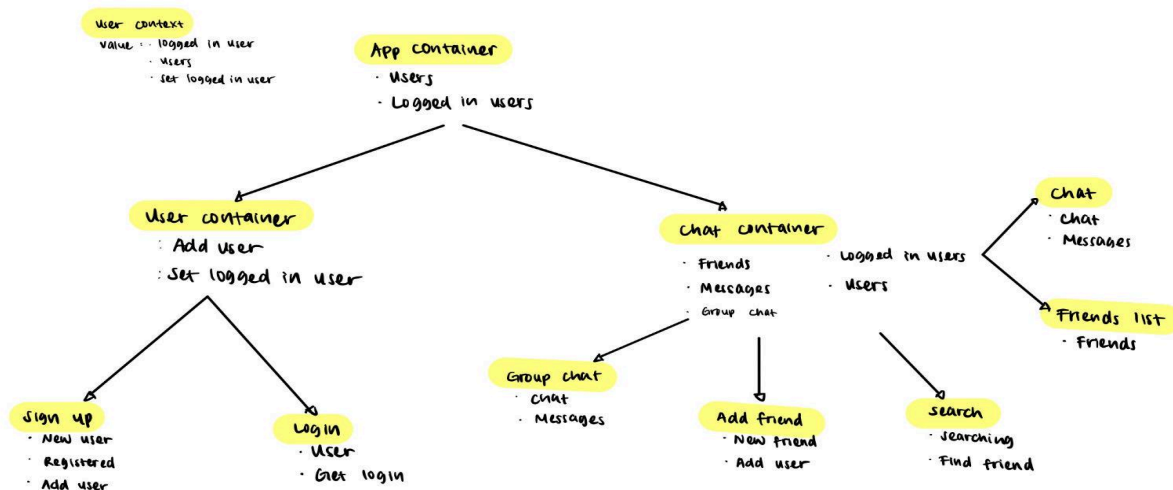 User context
value : · logged in user
· users
· set logged in user
App container
· Users
· Logged in users
User container
: Add user
: Set logged in user
Chat container
· Friends
· Messages
· Group chat
· Logged in users
· Users
Chat
· Chat
· Messages
Friends list
· Friends
Sign up
· New user
· Registered
· Add user
Login
· User
· Get login
Group chat
· Chat
· Messages
Add friend
· New friend
· Add user
Search
· Searching
· Find friend